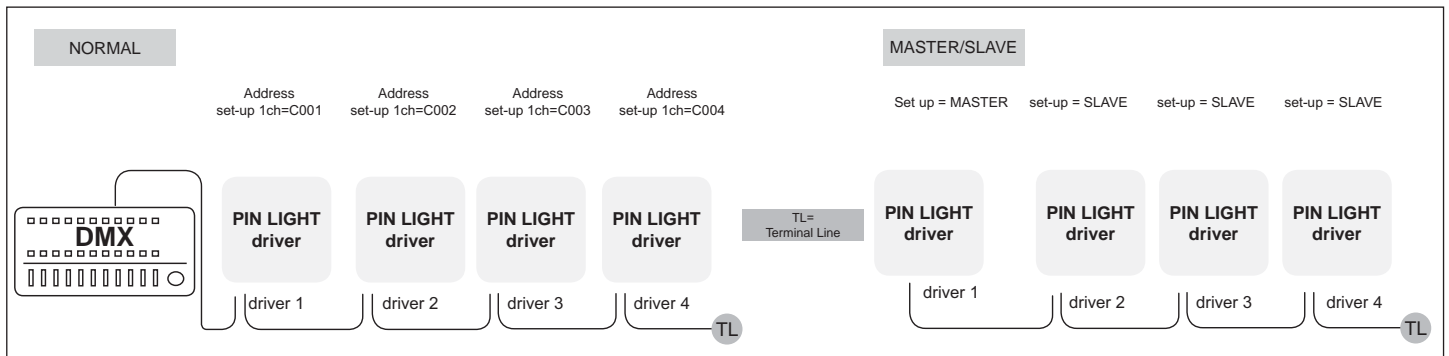 NORMAL
Address
set-up 1ch=C001
Address
set-up 1ch=C002
Address
set-up 1ch=C003
Address
set-up 1ch=C004
DMX
PIN LIGHT
driver
PIN LIGHT
driver
PIN LIGHT
driver
PIN LIGHT
driver
driver 1
driver 2
driver 3
driver 4
TL
TL=
Terminal Line
MASTER/SLAVE
Set up = MASTER
set-up = SLAVE
set-up = SLAVE
set-up = SLAVE
PIN LIGHT
driver
PIN LIGHT
driver
PIN LIGHT
driver
PIN LIGHT
driver
driver 1
driver 2
driver 3
driver 4
TL